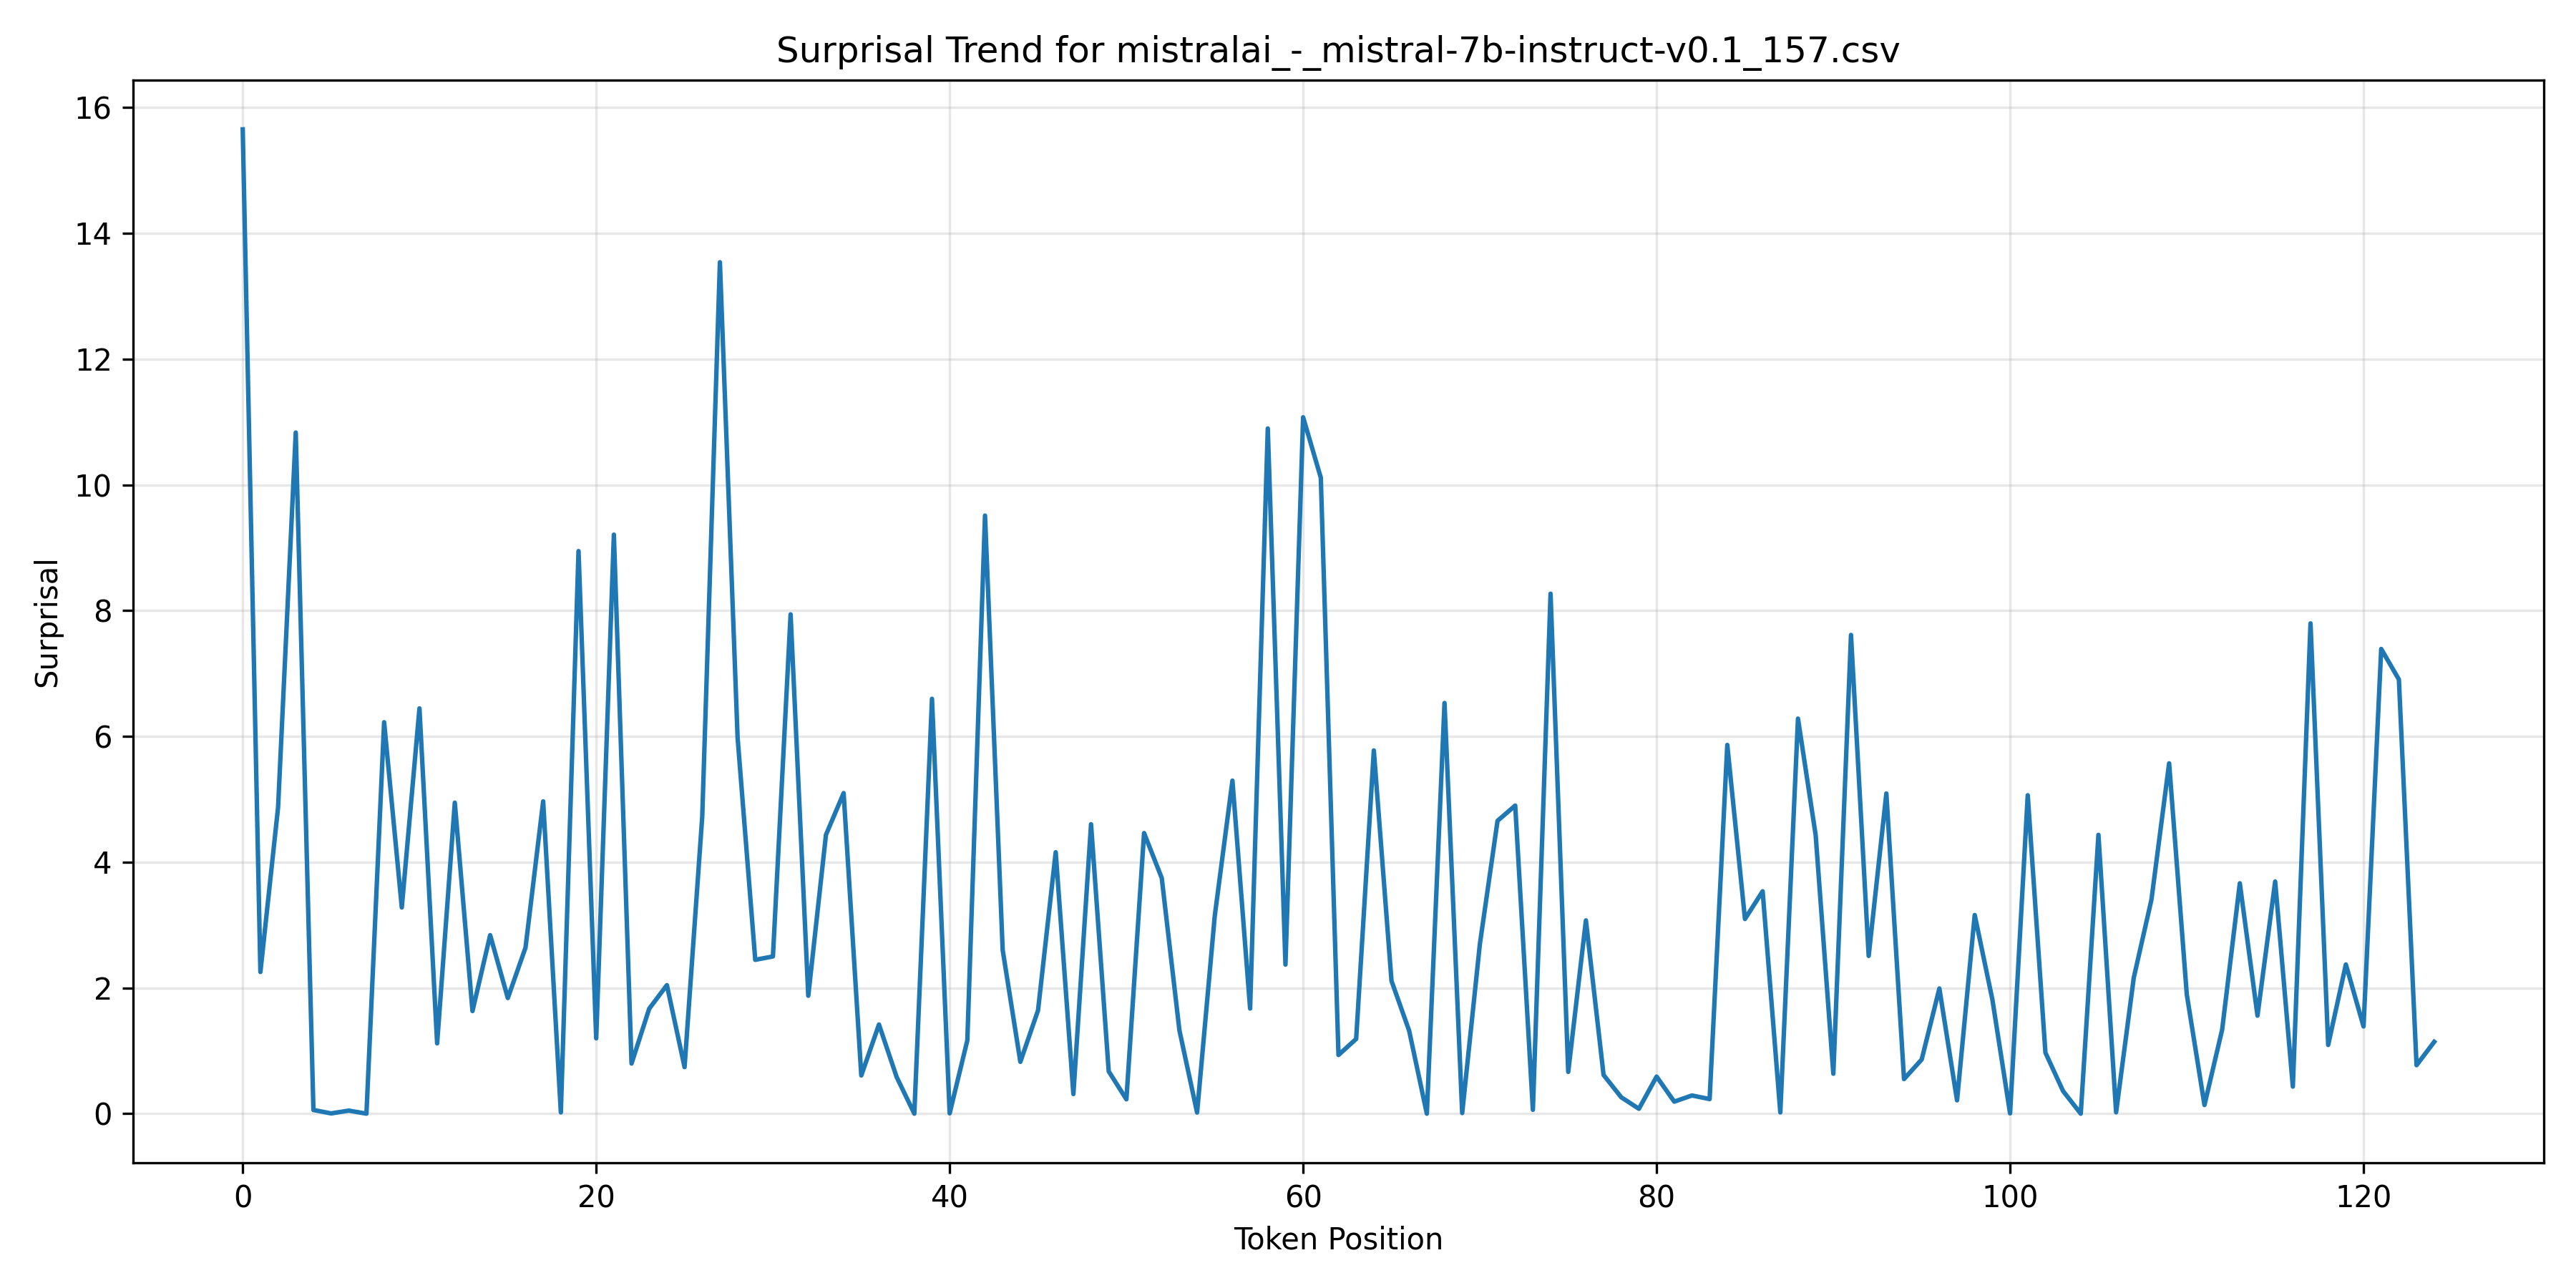 Surprisal Trend for mistralai_-_mistral-7b-instruct-v0.1_157.csv
16
14
12
10
8
6
4
2
0
Surprisal
0 20 40 60 80 100 120
Token Position